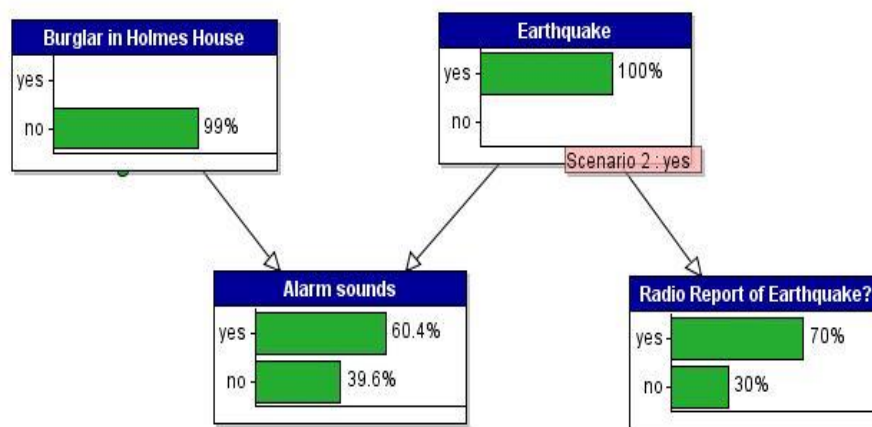 Burglar in Holmes House
yes
no
99%
Earthquake
yes
100%
no
Scenario 2 : yes
Alarm sounds
yes
60.4%
no
39.6%
Radio Report of Earthquake?
yes
70%
no
30%